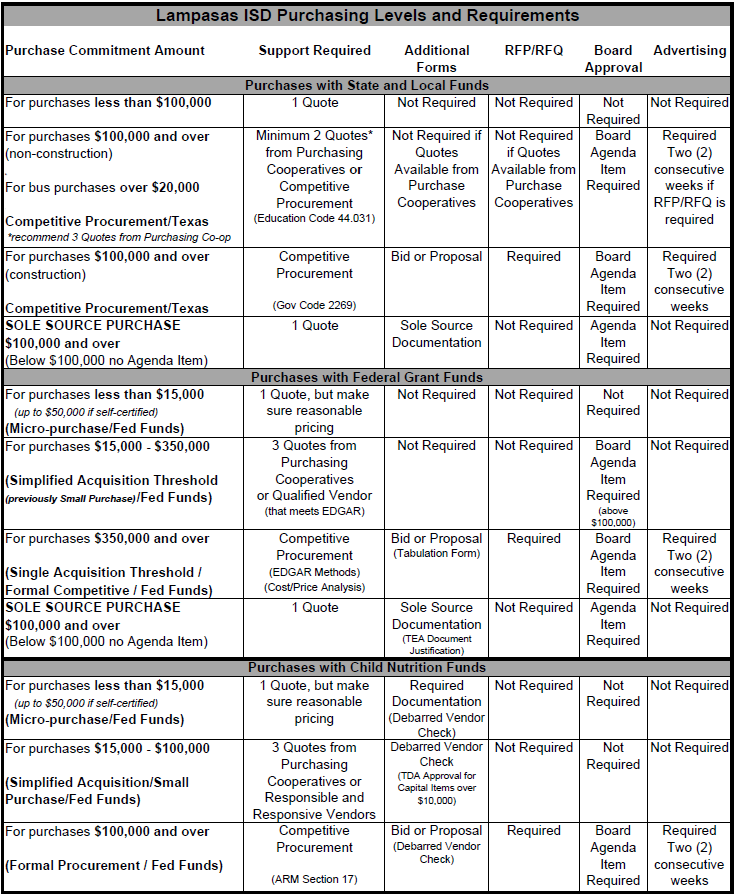 Lampasas ISD Purchasing Levels and Requirements
Purchase Commitment Amount Support Required Additional Forms RFP/RFQ Board Approval Advertising
Purchases with State and Local Funds
For purchases less than $100,000 1 Quote Not Required Not Required Not Required Not Required
For purchases $100,000 and over
(non-construction)
.
For bus purchases over $20,000
Competitive Procurement/Texas
*recommend 3 Quotes from Purchasing Co-op
Minimum 2 Quotes*
from Purchasing
Cooperatives or
Competitive
Procurement
(Education Code 44.031)
Not Required if
Quotes
Available from
Purchase
Cooperatives
Not Required
if Quotes
Available from
Purchase
Cooperatives
Board
Agenda
Item
Required
Required
Two (2)
consecutive
weeks if
RFP/RFQ is
required
For purchases $100,000 and over
(construction)
Competitive Procurement/Texas
Competitive
Procurement
(Gov Code 2269)
Bid or Proposal
Required
Board
Agenda
Item
Required
Required
Two (2)
consecutive
weeks
SOLE SOURCE PURCHASE
$100,000 and over
(Below $100,000 no Agenda Item)
1 Quote
Sole Source
Documentation
Not Required
Agenda
Item
Required
Not Required
Purchases with Federal Grant Funds
For purchases less than $15,000
(up to $50,000 if self-certified)
(Micro-purchase/Fed Funds)
1 Quote, but make
sure reasonable
pricing
Not Required
Not Required
Not
Required
Not Required
For purchases $15,000 - $350,000
(Simplified Acquisition Threshold
(previously Small Purchase)/Fed Funds)
3 Quotes from
Purchasing
Cooperatives
or Qualified Vendor
(that meets EDGAR)
Not Required
Not Required
Board
Agenda
Item
Required
(above
$100,000)
Not Required
For purchases $350,000 and over
(Single Acquisition Threshold /
Formal Competitive / Fed Funds)
Competitive
Procurement
(EDGAR Methods)
(Cost/Price Analysis)
Bid or Proposal
(Tabulation Form)
Required
Board
Agenda
Item
Required
Required
Two (2)
consecutive
weeks
SOLE SOURCE PURCHASE
$100,000 and over
(Below $100,000 no Agenda Item)
1 Quote
Sole Source
Documentation
(TEA Document
Justification)
Not Required
Agenda
Item
Required
Not Required
Purchases with Child Nutrition Funds
For purchases less than $15,000
(up to $50,000 if self-certified)
(Micro-purchase/Fed Funds)
1 Quote, but make
sure reasonable
pricing
Required
Documentation
(Debarred Vendor
Check)
Not Required
Not
Required
Not Required
For purchases $15,000 - $100,000
(Simplified Acquisition/Small
Purchase/Fed Funds)
3 Quotes from
Purchasing
Cooperatives or
Responsible and
Responsive Vendors
Debarred Vendor
Check
(TDA Approval for
Capital Items over
$10,000)
Not Required
Not
Required
Not Required
For purchases $100,000 and over
(Formal Procurement / Fed Funds)
Competitive
Procurement
(ARM Section 17)
Bid or Proposal
(Debarred Vendor
Check)
Required
Board
Agenda
Item
Required
Required
Two (2)
consecutive
weeks